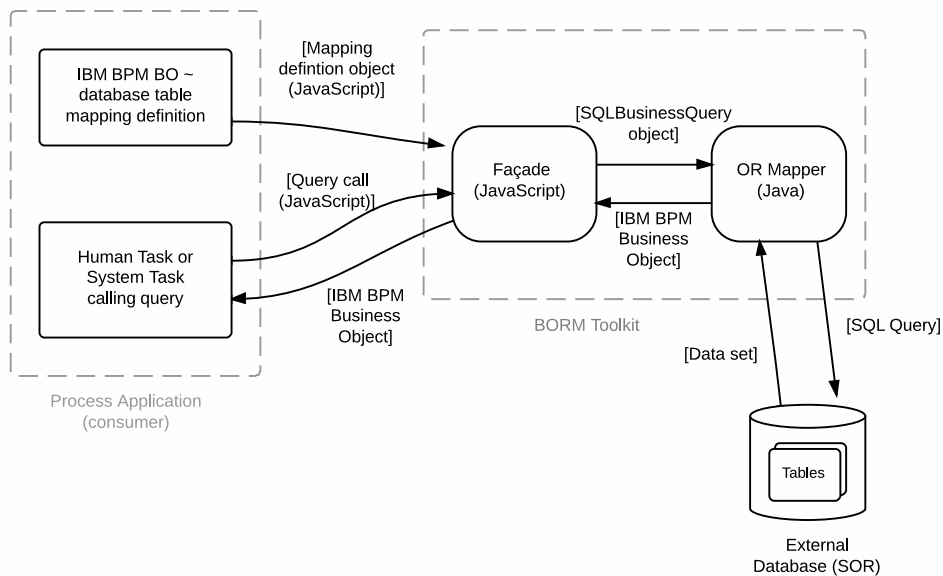 IBM BPM BO ~
database table
mapping definition
[Mapping
defintion object
(JavaScript)]
[SQLBusinessQuery
object]
Façade
(JavaScript)
OR Mapper
(Java)
[Query call
(JavaScript)]
[IBM BPM
Business
Object]
Human Task or
System Task
calling query
[IBM BPM
Business
Object]
BORM Toolkit
[SQL Query]
[Data set]
Process Application
(consumer)
Tables
External
Database (SOR)